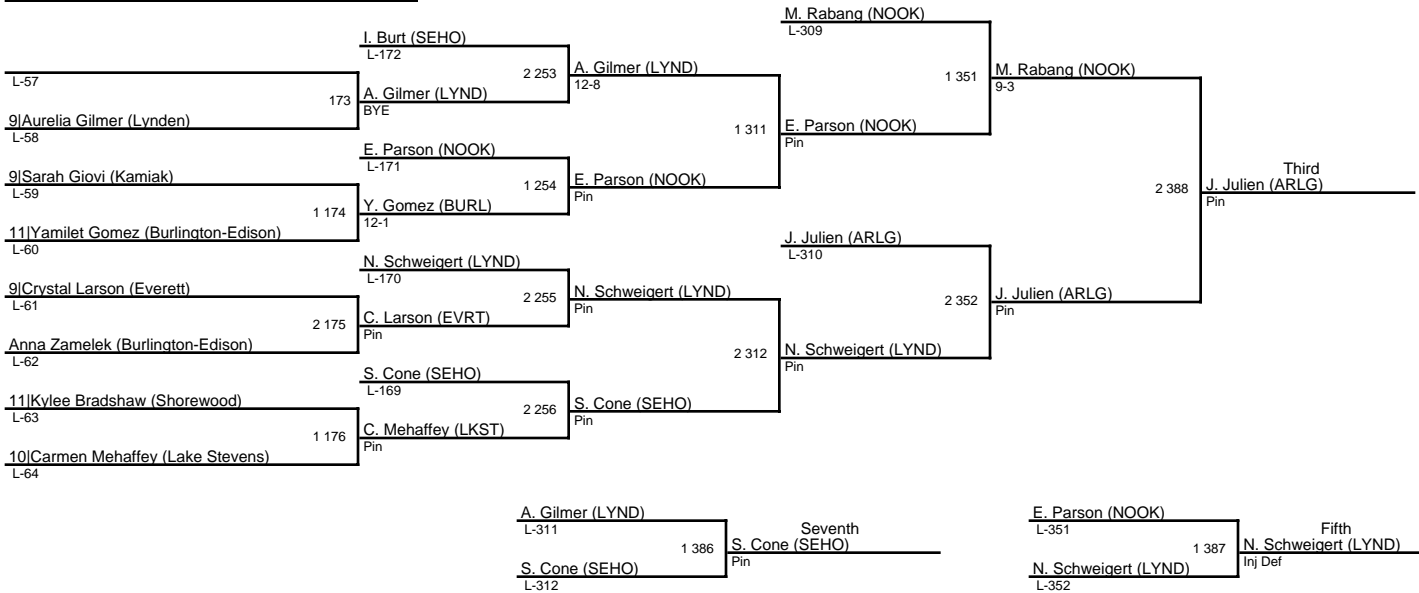 M. Rabang (NOOK)
L-309
I. Burt (SEHO)
L-172
2 253
A. Gilmer (LYND)
12-8
1 351
M. Rabang (NOOK)
9-3
L-57
173
A. Gilmer (LYND)
BYE
9|Aurelia Gilmer (Lynden)
L-58
1 311
E. Parson (NOOK)
Pin
E. Parson (NOOK)
L-171
9|Sarah Giovi (Kamiak)
L-59
1 254
E. Parson (NOOK)
Pin
2 388
Third
J. Julien (ARLG)
Pin
1 174
Y. Gomez (BURL)
12-1
11|Yamilet Gomez (Burlington-Edison)
L-60
J. Julien (ARLG)
L-310
N. Schweigert (LYND)
L-170
9|Crystal Larson (Everett)
L-61
2 255
N. Schweigert (LYND)
Pin
2 352
J. Julien (ARLG)
Pin
2 175
C. Larson (EVRT)
Pin
Anna Zamelek (Burlington-Edison)
L-62
2 312
N. Schweigert (LYND)
Pin
S. Cone (SEHO)
L-169
11|Kylee Bradshaw (Shorewood)
L-63
2 256
S. Cone (SEHO)
Pin
1 176
C. Mehaffey (LKST)
Pin
10|Carmen Mehaffey (Lake Stevens)
L-64
A. Gilmer (LYND)
L-311
1 386
Seventh
S. Cone (SEHO)
Pin
S. Cone (SEHO)
L-312
E. Parson (NOOK)
L-351
1 387
Fifth
N. Schweigert (LYND)
Inj Def
N. Schweigert (LYND)
L-352